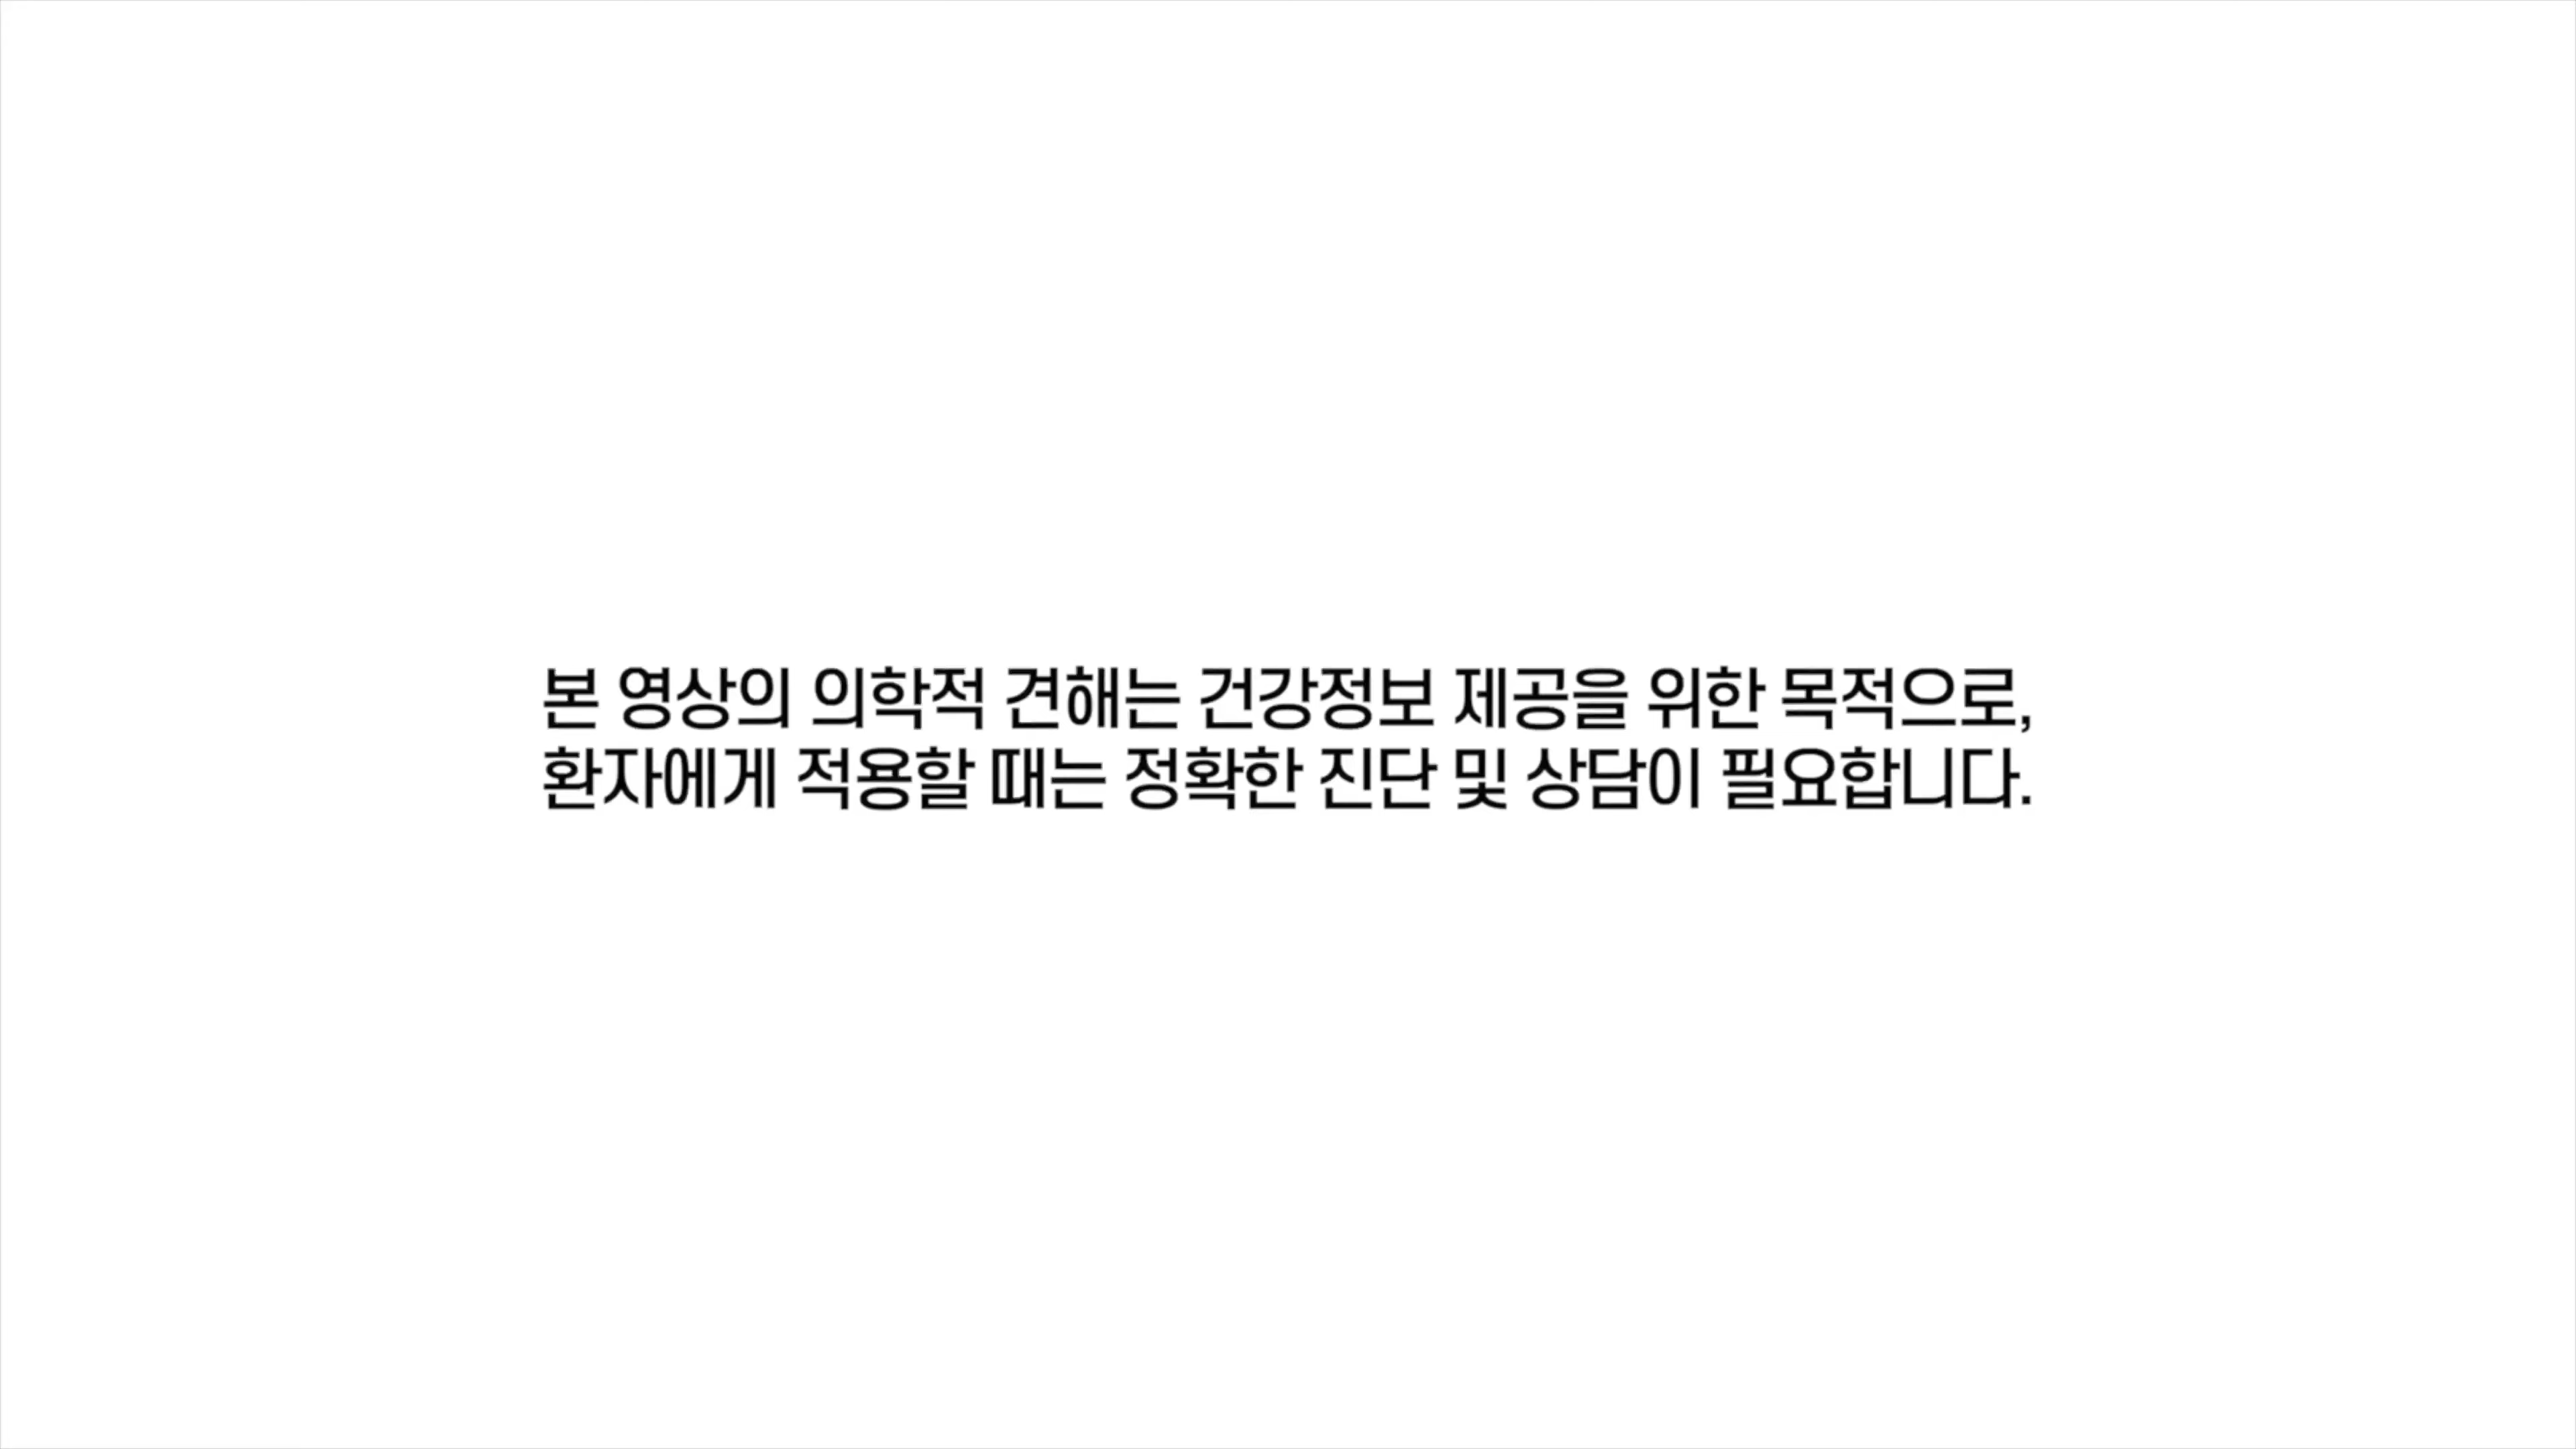 본 영상의 의학적 견해는 건강정보 제공을 위한 목적으로,
환자에게 적용할 때는 정확한 진단 및 상담이 필요합니다.